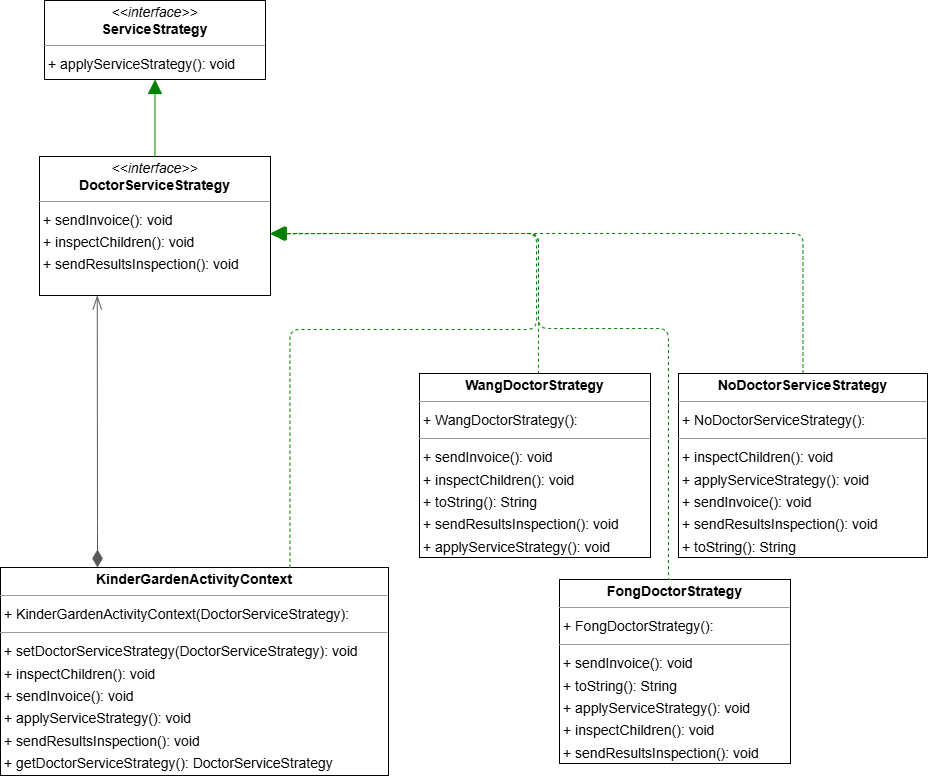 <<interface>>
ServiceStrategy
+ applyServiceStrategy(): void
<<interface>>
DoctorServiceStrategy
+ sendInvoice(): void
+ inspectChildren(): void
+ sendResultsInspection(): void
WangDoctorStrategy
+ WangDoctorStrategy():
+ sendInvoice(): void
+ inspectChildren(): void
+ toString(): String
+ sendResultsInspection(): void
+ applyServiceStrategy(): void
NoDoctorServiceStrategy
+ NoDoctorServiceStrategy():
+ inspectChildren(): void
+ applyServiceStrategy(): void
+ sendInvoice(): void
+ sendResultsInspection(): void
+ toString(): String
KinderGardenActivityContext
+ KinderGardenActivityContext(DoctorServiceStrategy):
+ setDoctorServiceStrategy(DoctorServiceStrategy): void
+ inspectChildren(): void
+ sendInvoice(): void
+ applyServiceStrategy(): void
+ sendResultsInspection(): void
+ getDoctorServiceStrategy(): DoctorServiceStrategy
FongDoctorStrategy
+ FongDoctorStrategy():
+ sendInvoice(): void
+ toString(): String
+ applyServiceStrategy(): void
+ inspectChildren(): void
+ sendResultsInspection(): void